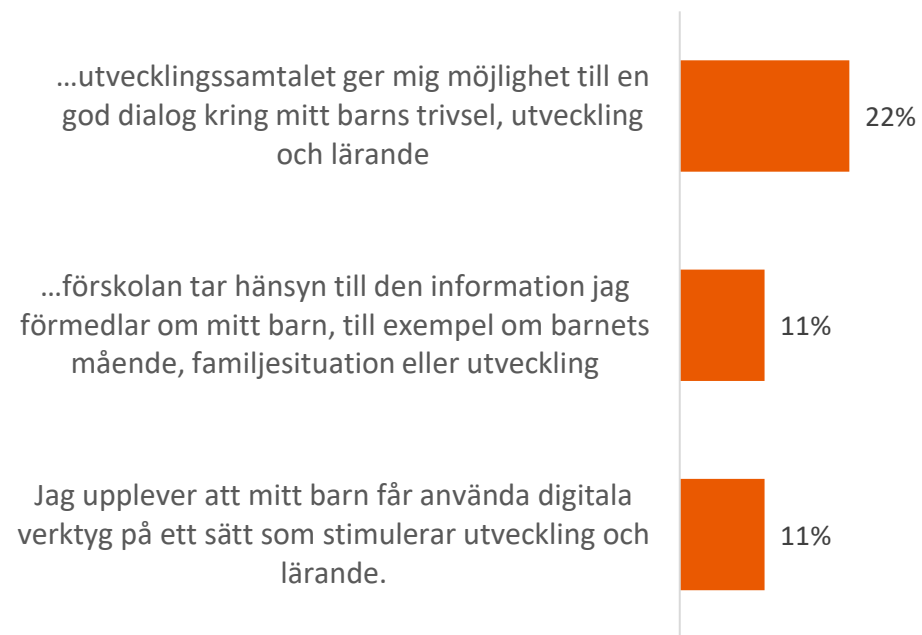 ...utvecklingssamtalet ger mig möjlighet till en
god dialog kring mitt barns trivsel, utveckling
och lärande
22%
...förskolan tar hänsyn till den information jag
förmedlar om mitt barn, till exempel om barnets
mående, familjesituation eller utveckling
11%
Jag upplever att mitt barn får använda digitala
verktyg på ett sätt som stimulerar utveckling och
lärande.
11%